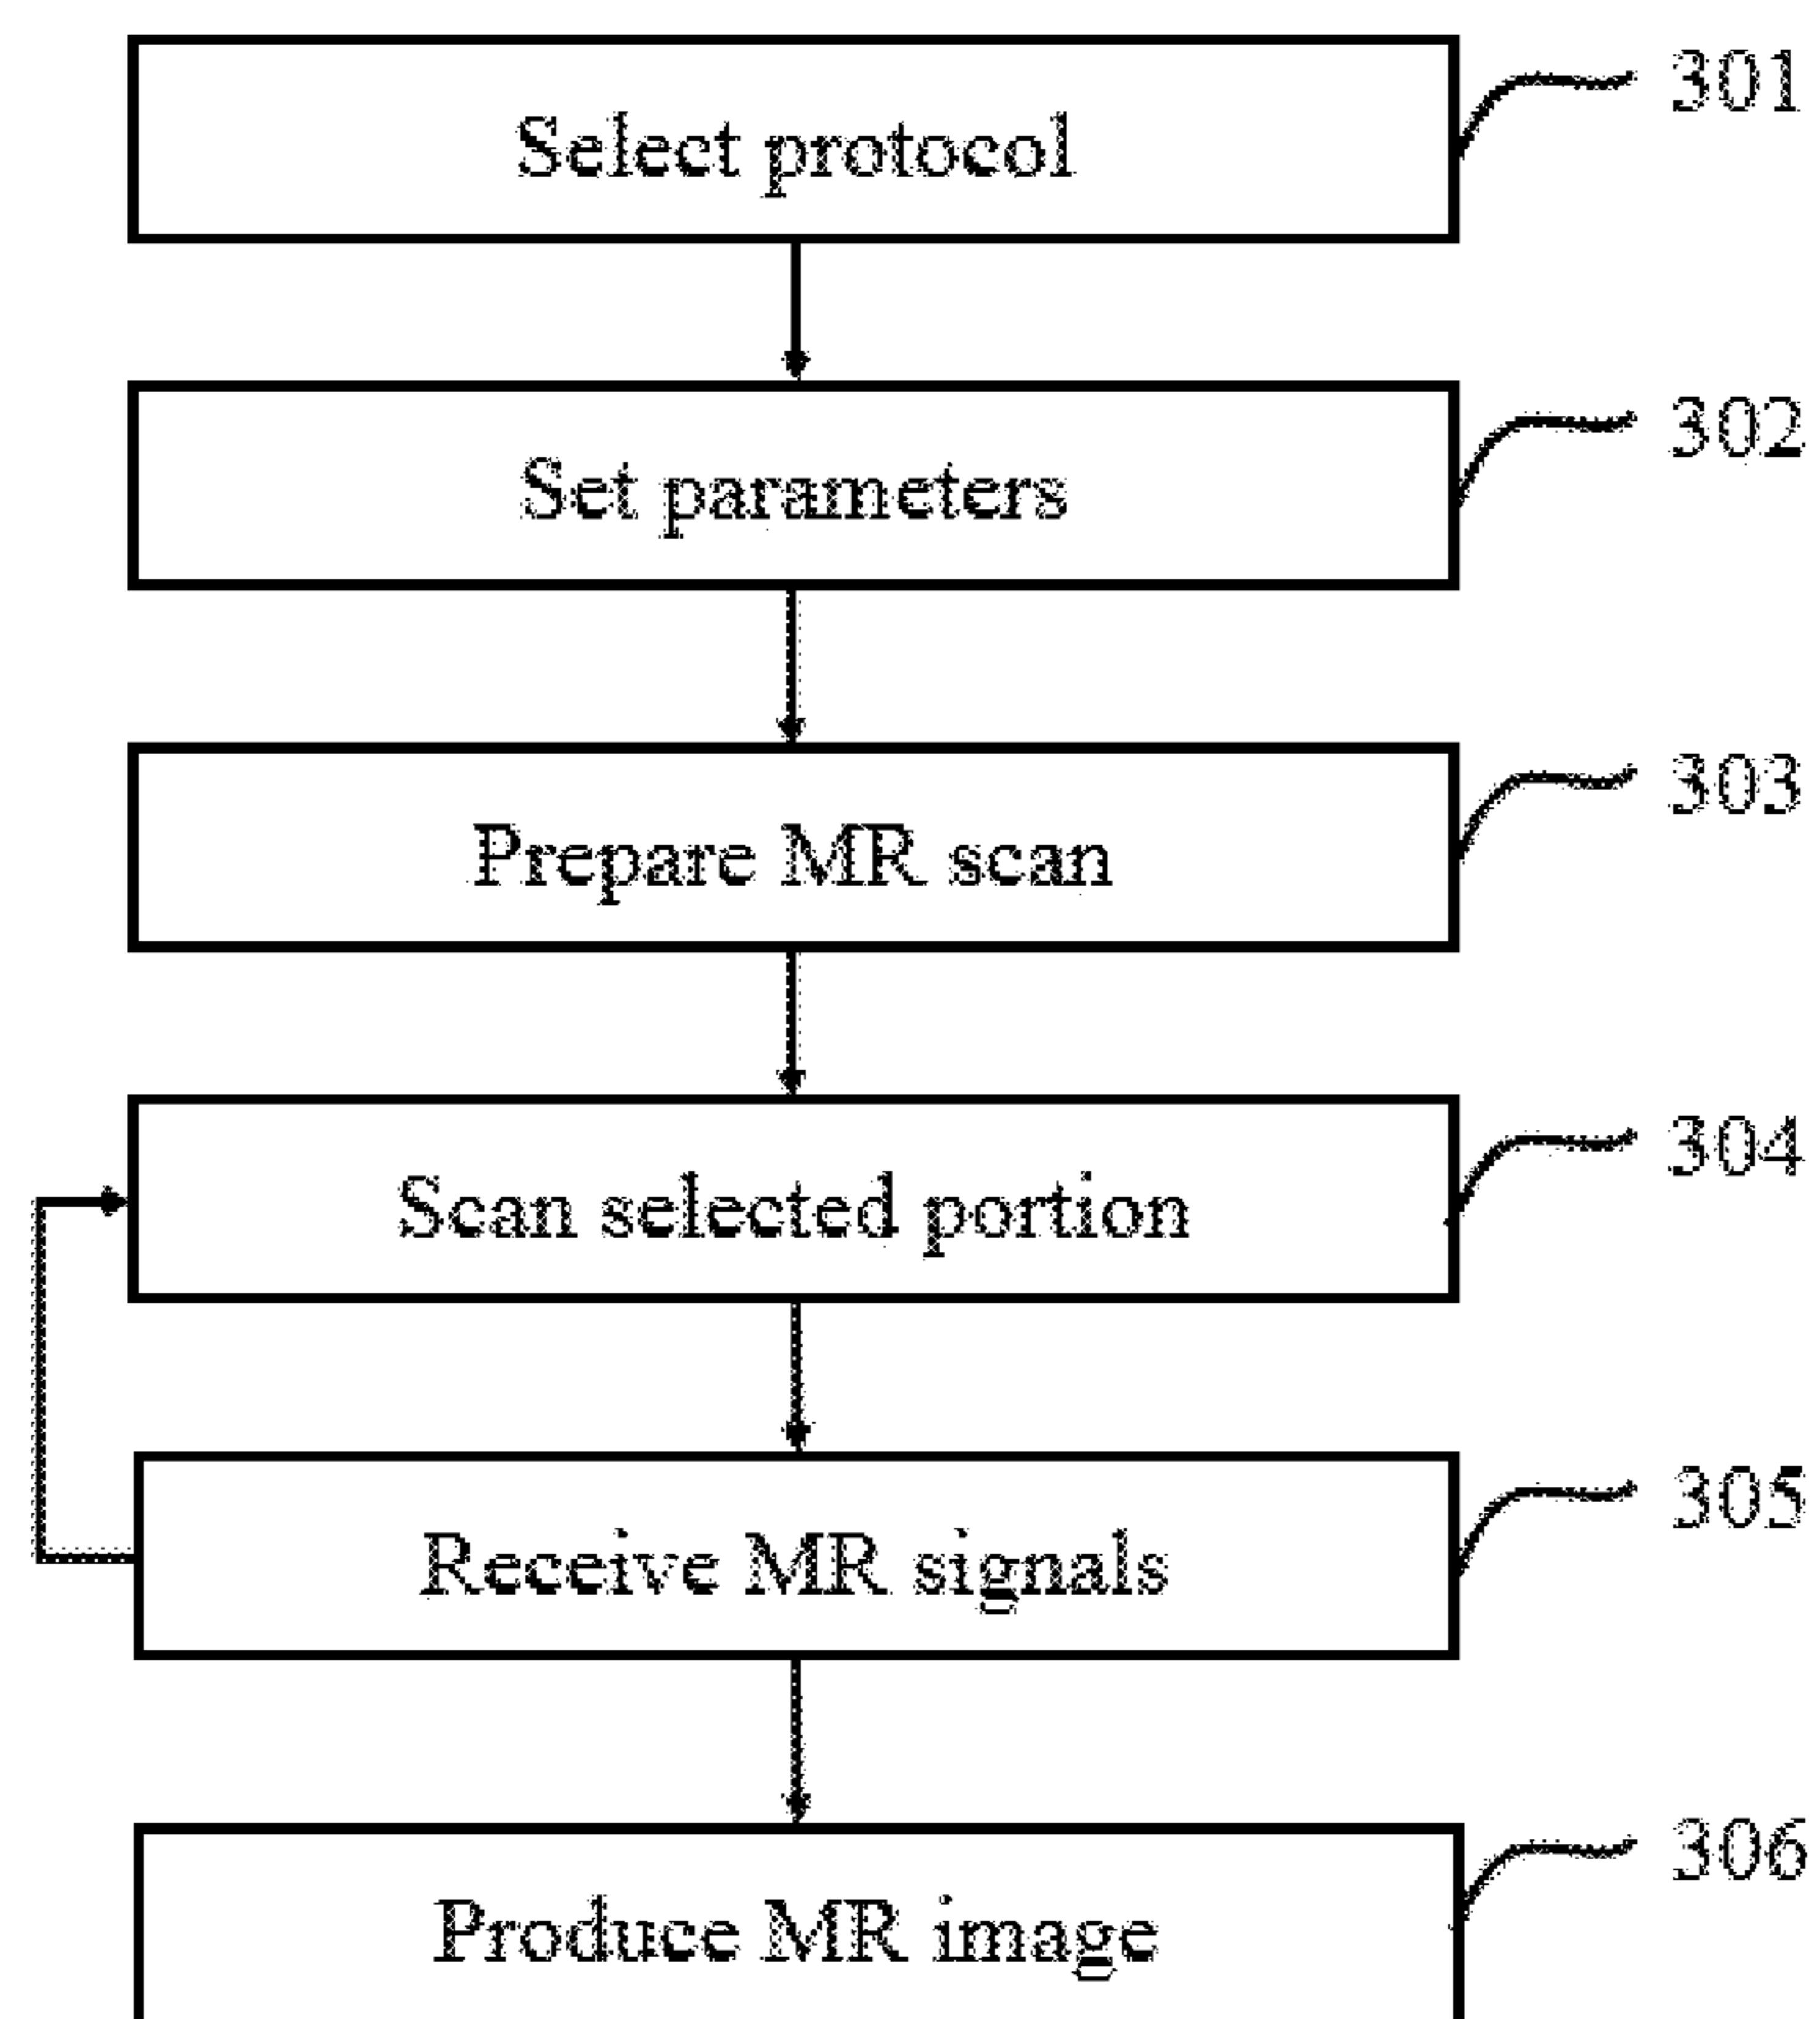 Select protocol 301
Set parameters 302
Prepare MR scan 303
Scan selected portion 304
Receive MR signals 305
Produce MR image 306